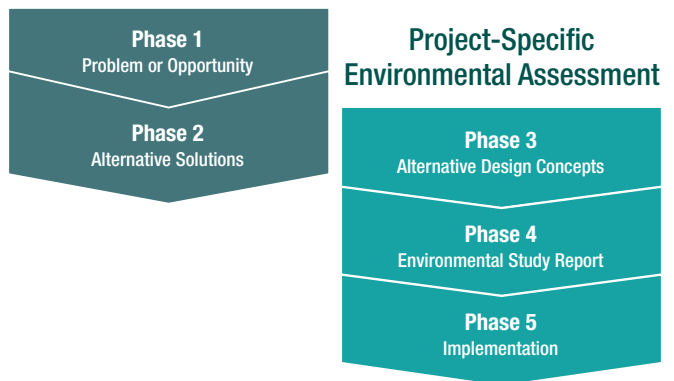 Phase 1
Problem or Opportunity
Phase 2
Alternative Solutions
Project-Specific
Environmental Assessment
Phase 3
Alternative Design Concepts
Phase 4
Environmental Study Report
Phase 5
Implementation